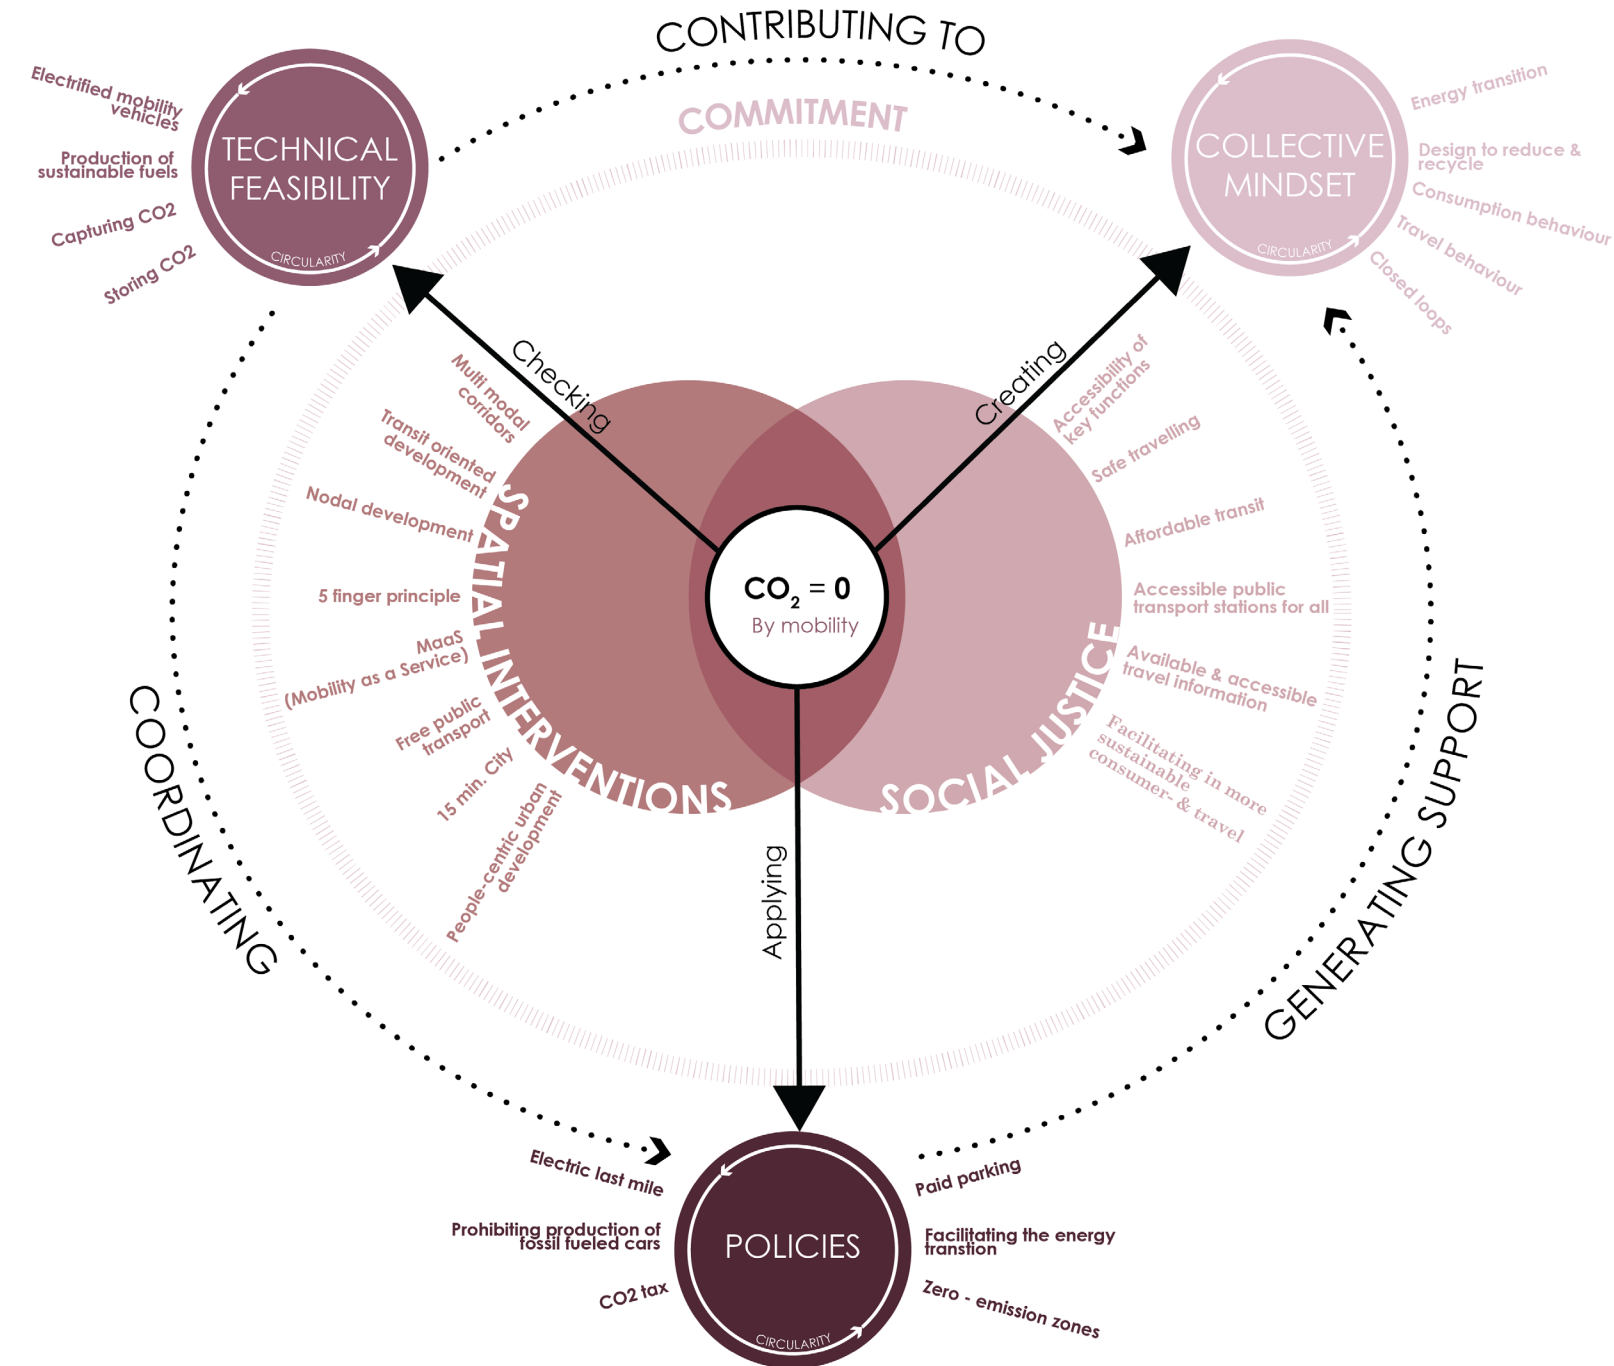 CONTRIBUTING TO
COMMITMENT
Electrified mobility
vehicles
Production of
sustainable fuels
Capturing CO2
Storing CO2
TECHNICAL
FEASIBILITY
CIRCULARITY
COLLECTIVE
MINDSET
CIRCULARITY
Energy transition
Design to reduce &
recycle
Consumption behaviour
Travel behaviour
Closed loops
Checking
Creating
Applying
Multi modal
corridors
Transit oriented
development
Nodal development
5 finger principle
MaaS
(Mobility as a Service)
Free public
transport
15 min. City
People-centric urban
development
SPATIAL INTERVENTIONS
CO₂ = 0
By mobility
SOCIAL JUSTICE
Accessibility of
key functions
Safe travelling
Affordable transit
Accessible public
transport stations for all
Available & accessible
travel information
Facilitating in more
sustainable
consumer- & travel
COORDINATING
GENERATING SUPPORT
Electric last mile
Prohibiting production of
fossil fueled cars
CO2 tax
POLICIES
CIRCULARITY
Paid parking
Facilitating the energy
transtion
Zero - emission zones